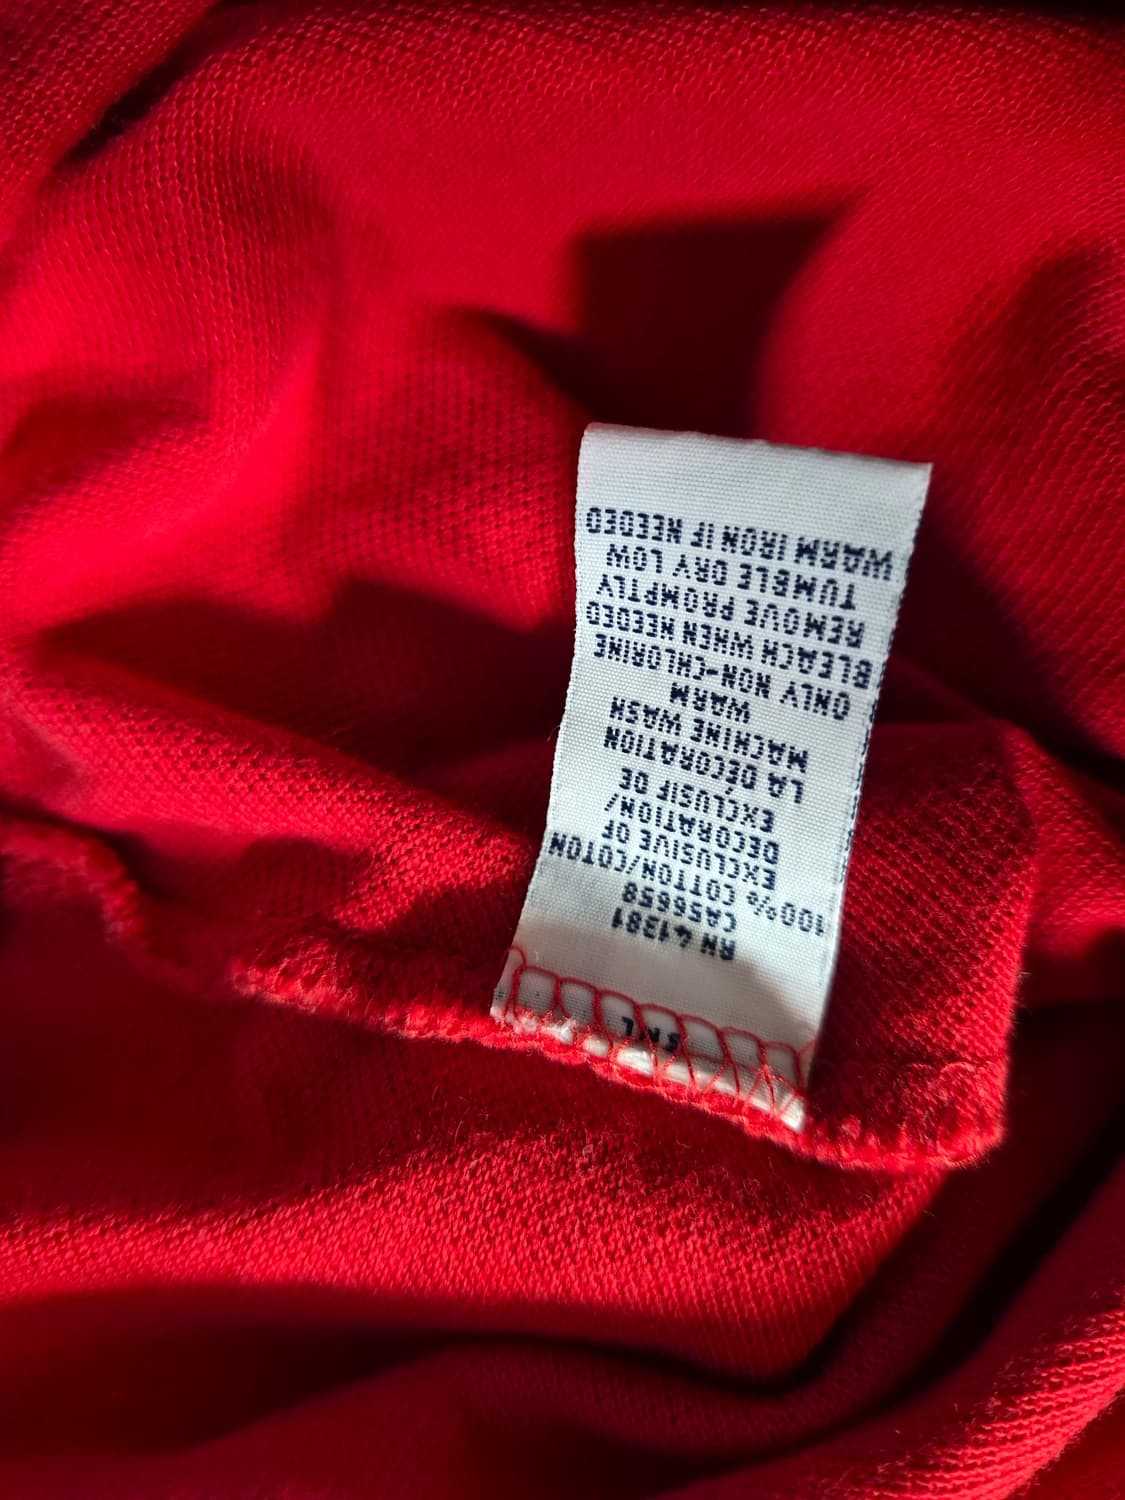 RN 41381
CA56658
100% COTTON/COTON
EXCLUSIVE OF
DECORATION/
EXCLUSIF DE
LA DÉCORATION
MACHINE WASH
WARM
ONLY NON-CHLORINE
BLEACH WHEN NEEDED
REMOVE PROMPTLY
TUMBLE DRY LOW
WARM IRON IF NEEDED